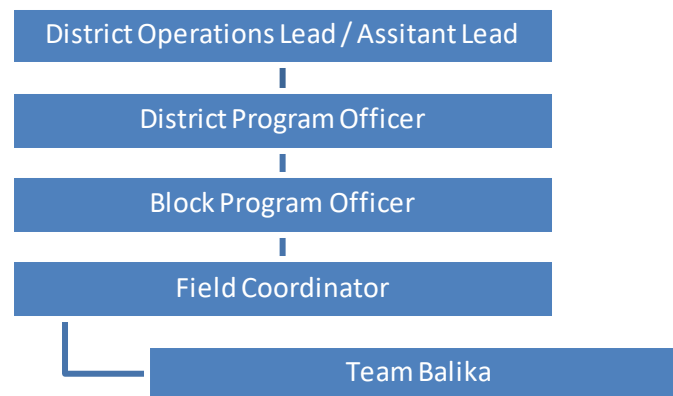 District Operations Lead / Assitant Lead
District Program Officer
Block Program Officer
Field Coordinator
Team Balika